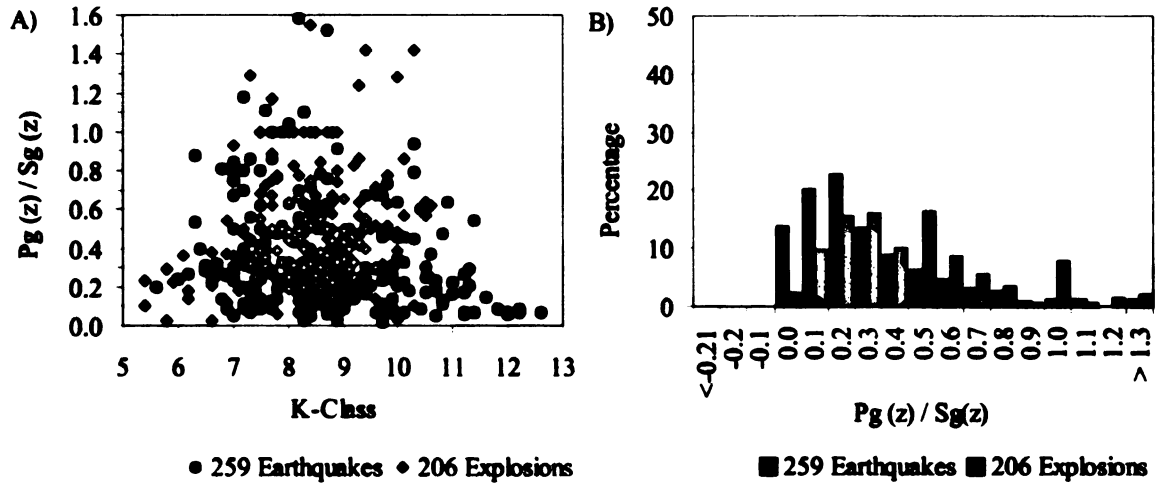 A)
Pg (z) / Sg (z)
1.6
1.4
1.2
1.0
0.8
0.6
0.4
0.2
0.0
5 6 7 8 9 10 11 12 13
K-Class
259 Earthquakes 206 Explosions
B)
Percentage
50
40
30
20
10
0
<-0.21 -0.2 -0.1 0.0 0.1 0.2 0.3 0.4 0.5 0.6 0.7 0.8 0.9 1.0 1.1 1.2 > 1.3
Pg (z) / Sg(z)
259 Earthquakes 206 Explosions